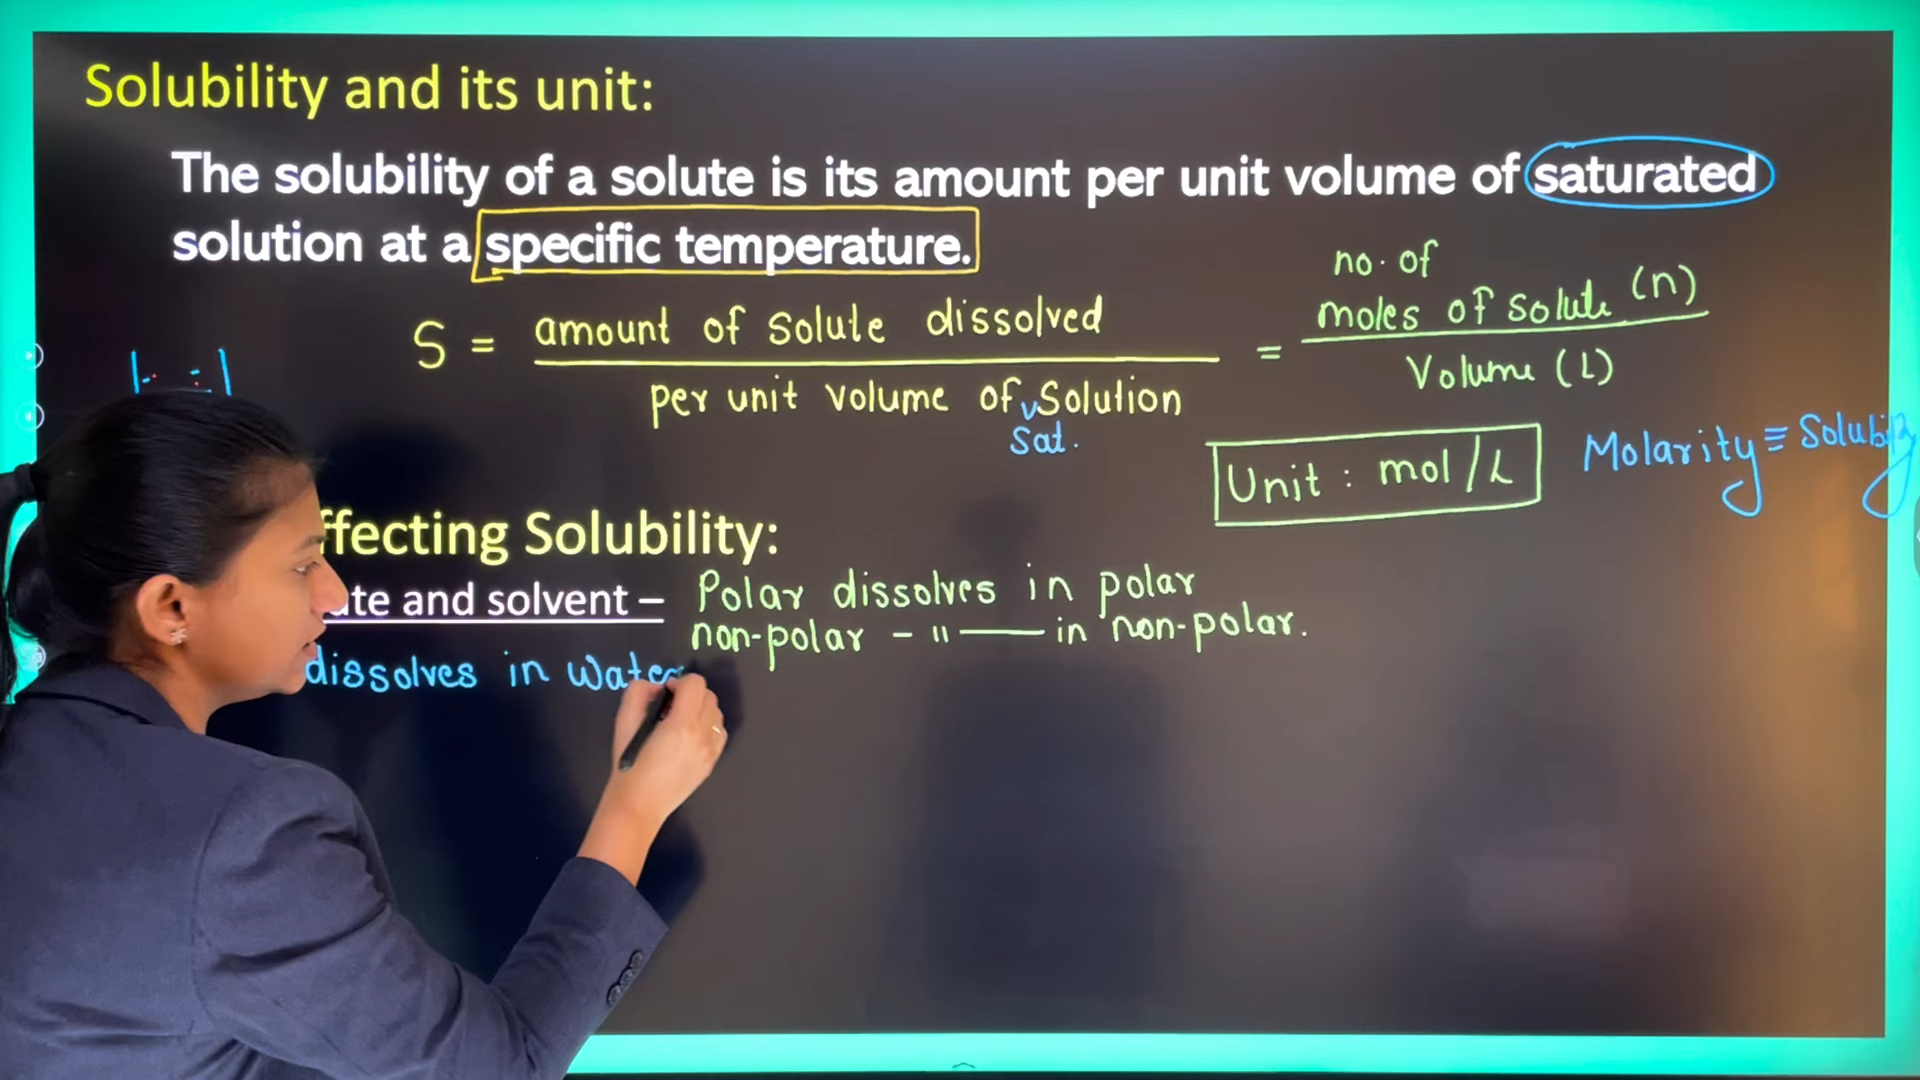 Solubility and its unit:
The solubility of a solute is its amount per unit volume of saturated
solution at a specific temperature.
S = amount of solute dissolved
per unit volume of Solution
Sat.
= no. of
moles of solute (n)
Volume (L)
Unit : mol/L
Molarity ≡ Solubi
ffecting Solubility:
ute and solvent – Polar dissolves in polar
non-polar – " — in non-polar.
dissolves in Water